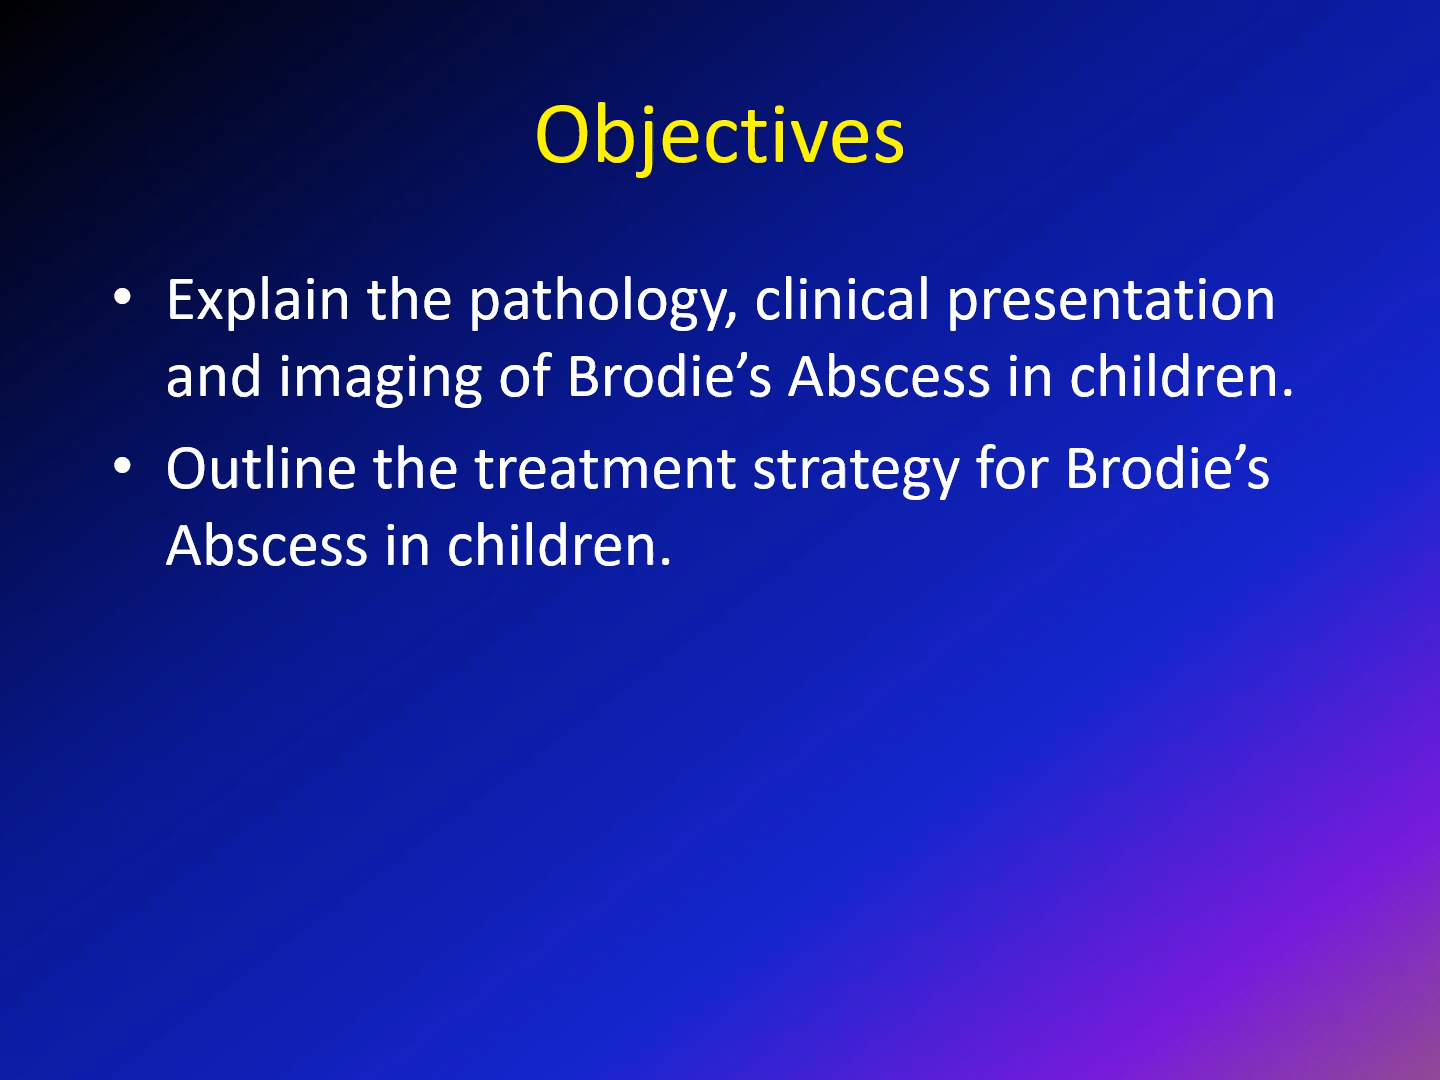 Objectives
• Explain the pathology, clinical presentation
and imaging of Brodie’s Abscess in children.
• Outline the treatment strategy for Brodie’s
Abscess in children.